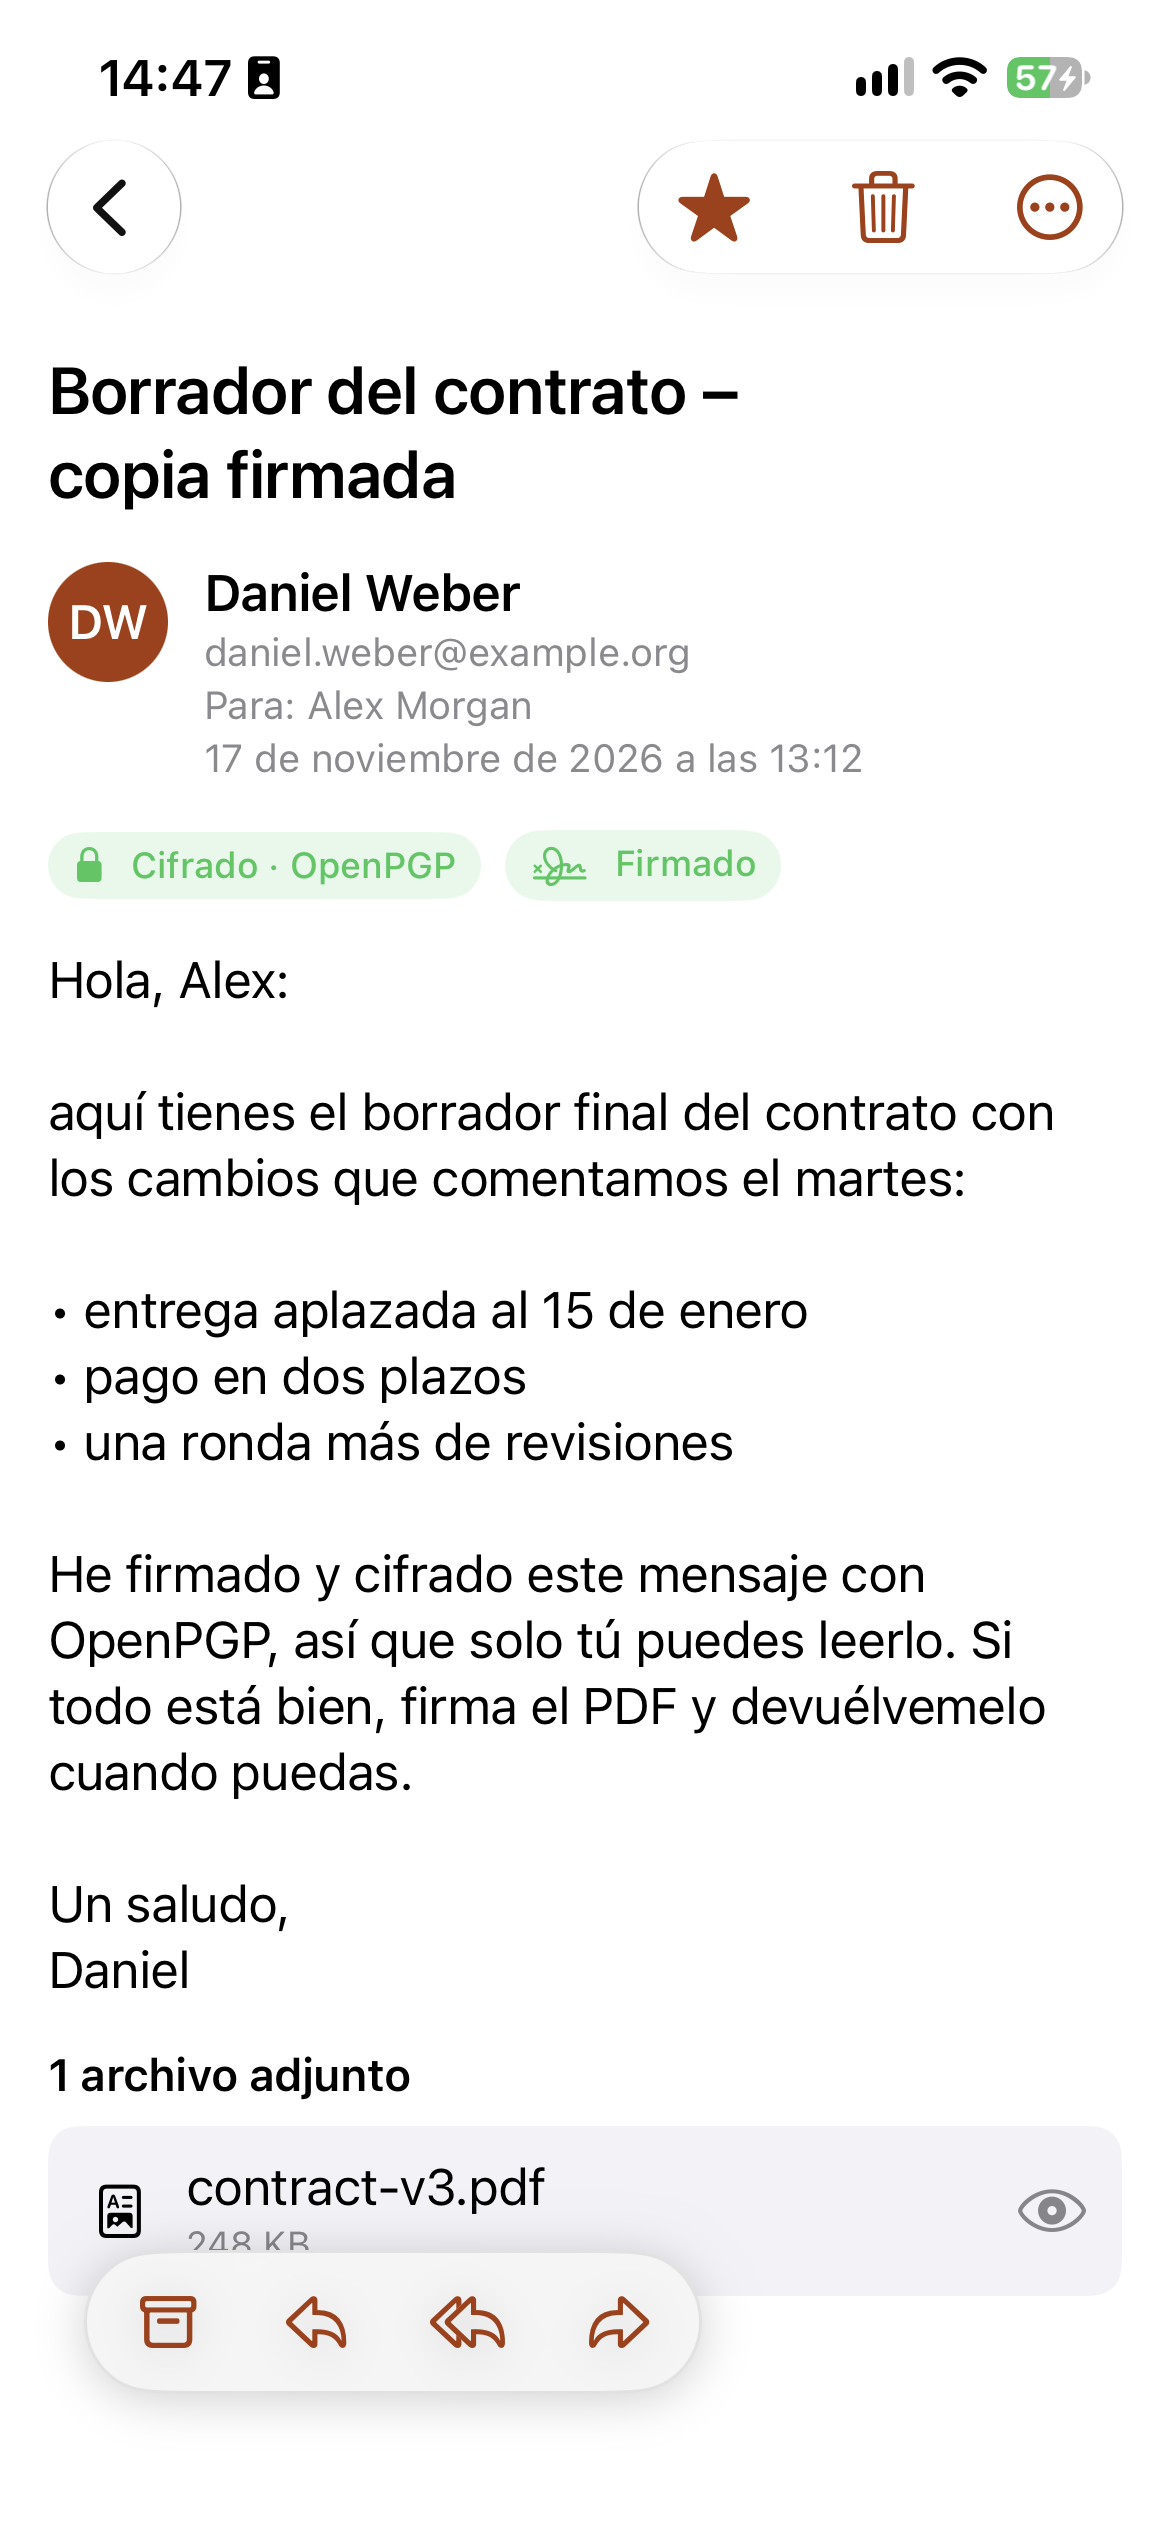 14:47
57
Borrador del contrato –
copia firmada
DW
Daniel Weber
daniel.weber@example.org
Para: Alex Morgan
17 de noviembre de 2026 a las 13:12
Cifrado · OpenPGP
Firmado
Hola, Alex:
aquí tienes el borrador final del contrato con
los cambios que comentamos el martes:
• entrega aplazada al 15 de enero
• pago en dos plazos
• una ronda más de revisiones
He firmado y cifrado este mensaje con
OpenPGP, así que solo tú puedes leerlo. Si
todo está bien, firma el PDF y devuélvemelo
cuando puedas.
Un saludo,
Daniel
1 archivo adjunto
contract-v3.pdf
248 KB